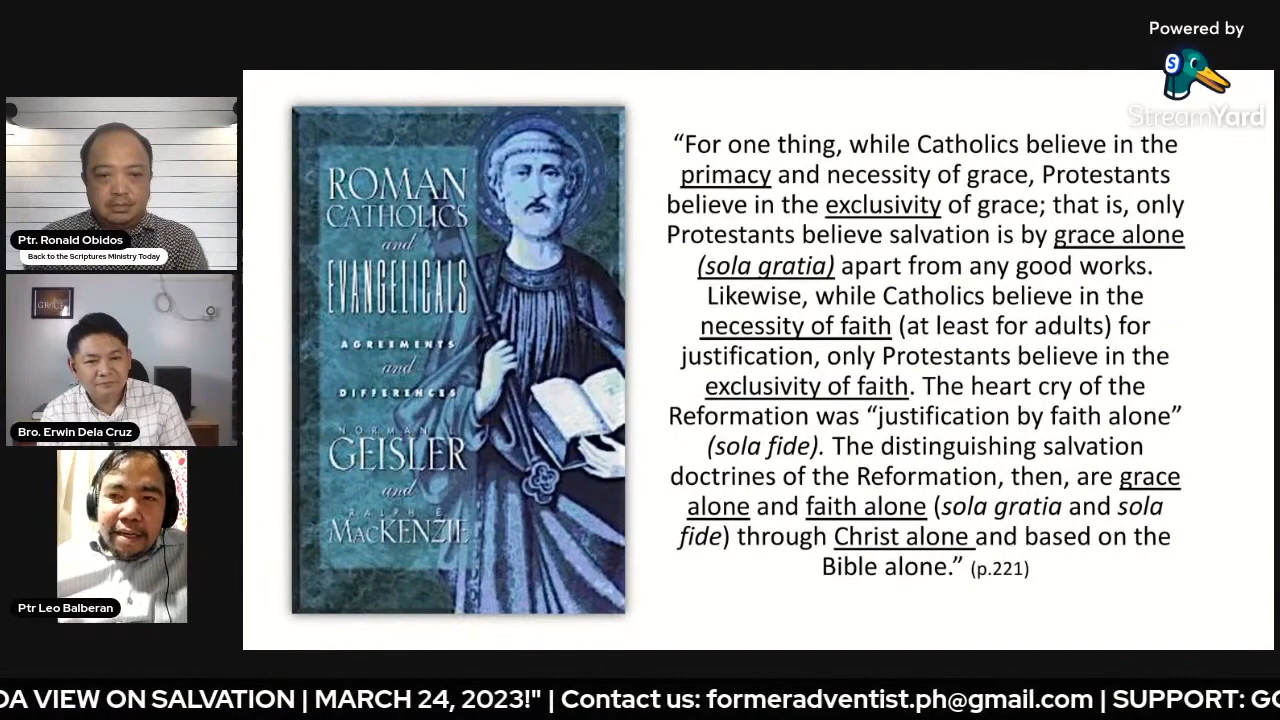 Powered by
StreamYard
Ptr. Ronald Obidos
Back to the Scriptures Ministry Today
GR
Bro. Erwin Dela Cruz
Ptr Leo Balberan
ROMAN
CATHOLICS
and
EVANGELICALS
AGREEMENTS
and
DIFFERENCES
NORMAN L.
GEISLER
and
RALPH E.
MACKENZIE
“For one thing, while Catholics believe in the
primacy and necessity of grace, Protestants
believe in the exclusivity of grace; that is, only
Protestants believe salvation is by grace alone
(sola gratia) apart from any good works.
Likewise, while Catholics believe in the
necessity of faith (at least for adults) for
justification, only Protestants believe in the
exclusivity of faith. The heart cry of the
Reformation was “justification by faith alone”
(sola fide). The distinguishing salvation
doctrines of the Reformation, then, are grace
alone and faith alone (sola gratia and sola
fide) through Christ alone and based on the
Bible alone.” (p.221)
DA VIEW ON SALVATION | MARCH 24, 2023!" | Contact us: formeradventist.ph@gmail.com | SUPPORT: GC